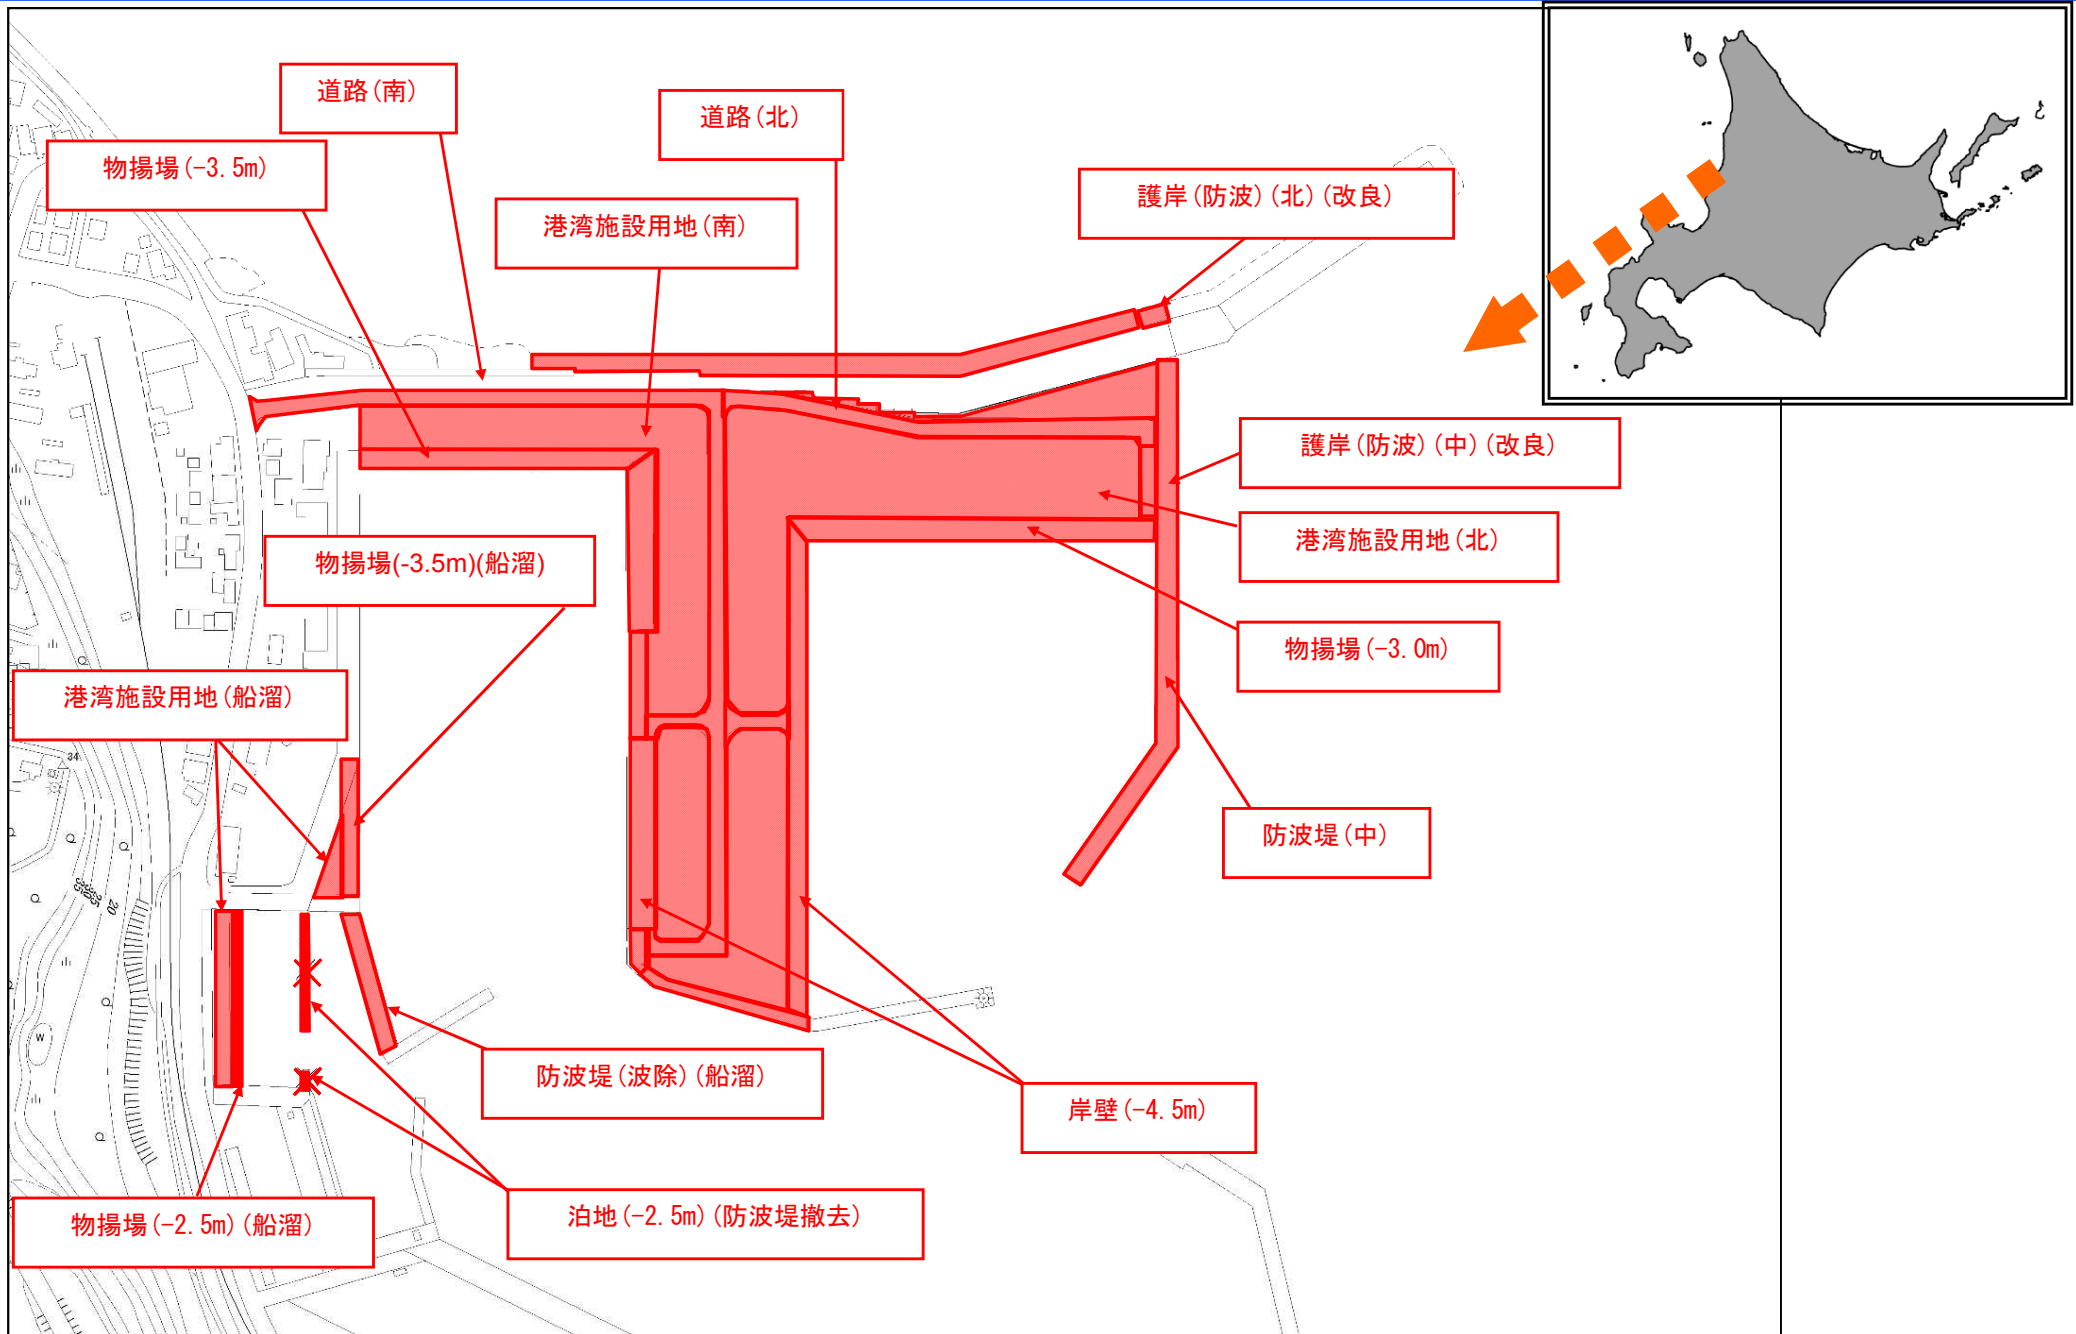 道路(南)
道路(北)
物揚場(-3.5m)
護岸(防波)(北)(改良)
港湾施設用地(南)
護岸(防波)(中)(改良)
港湾施設用地(北)
物揚場(-3.5m)(船溜)
物揚場(-3.0m)
港湾施設用地(船溜)
34
防波堤(中)
20
W
防波堤(波除)(船溜)
岸壁(-4.5m)
泊地(-2.5m)(防波堤撤去)
物揚場(-2.5m)(船溜)